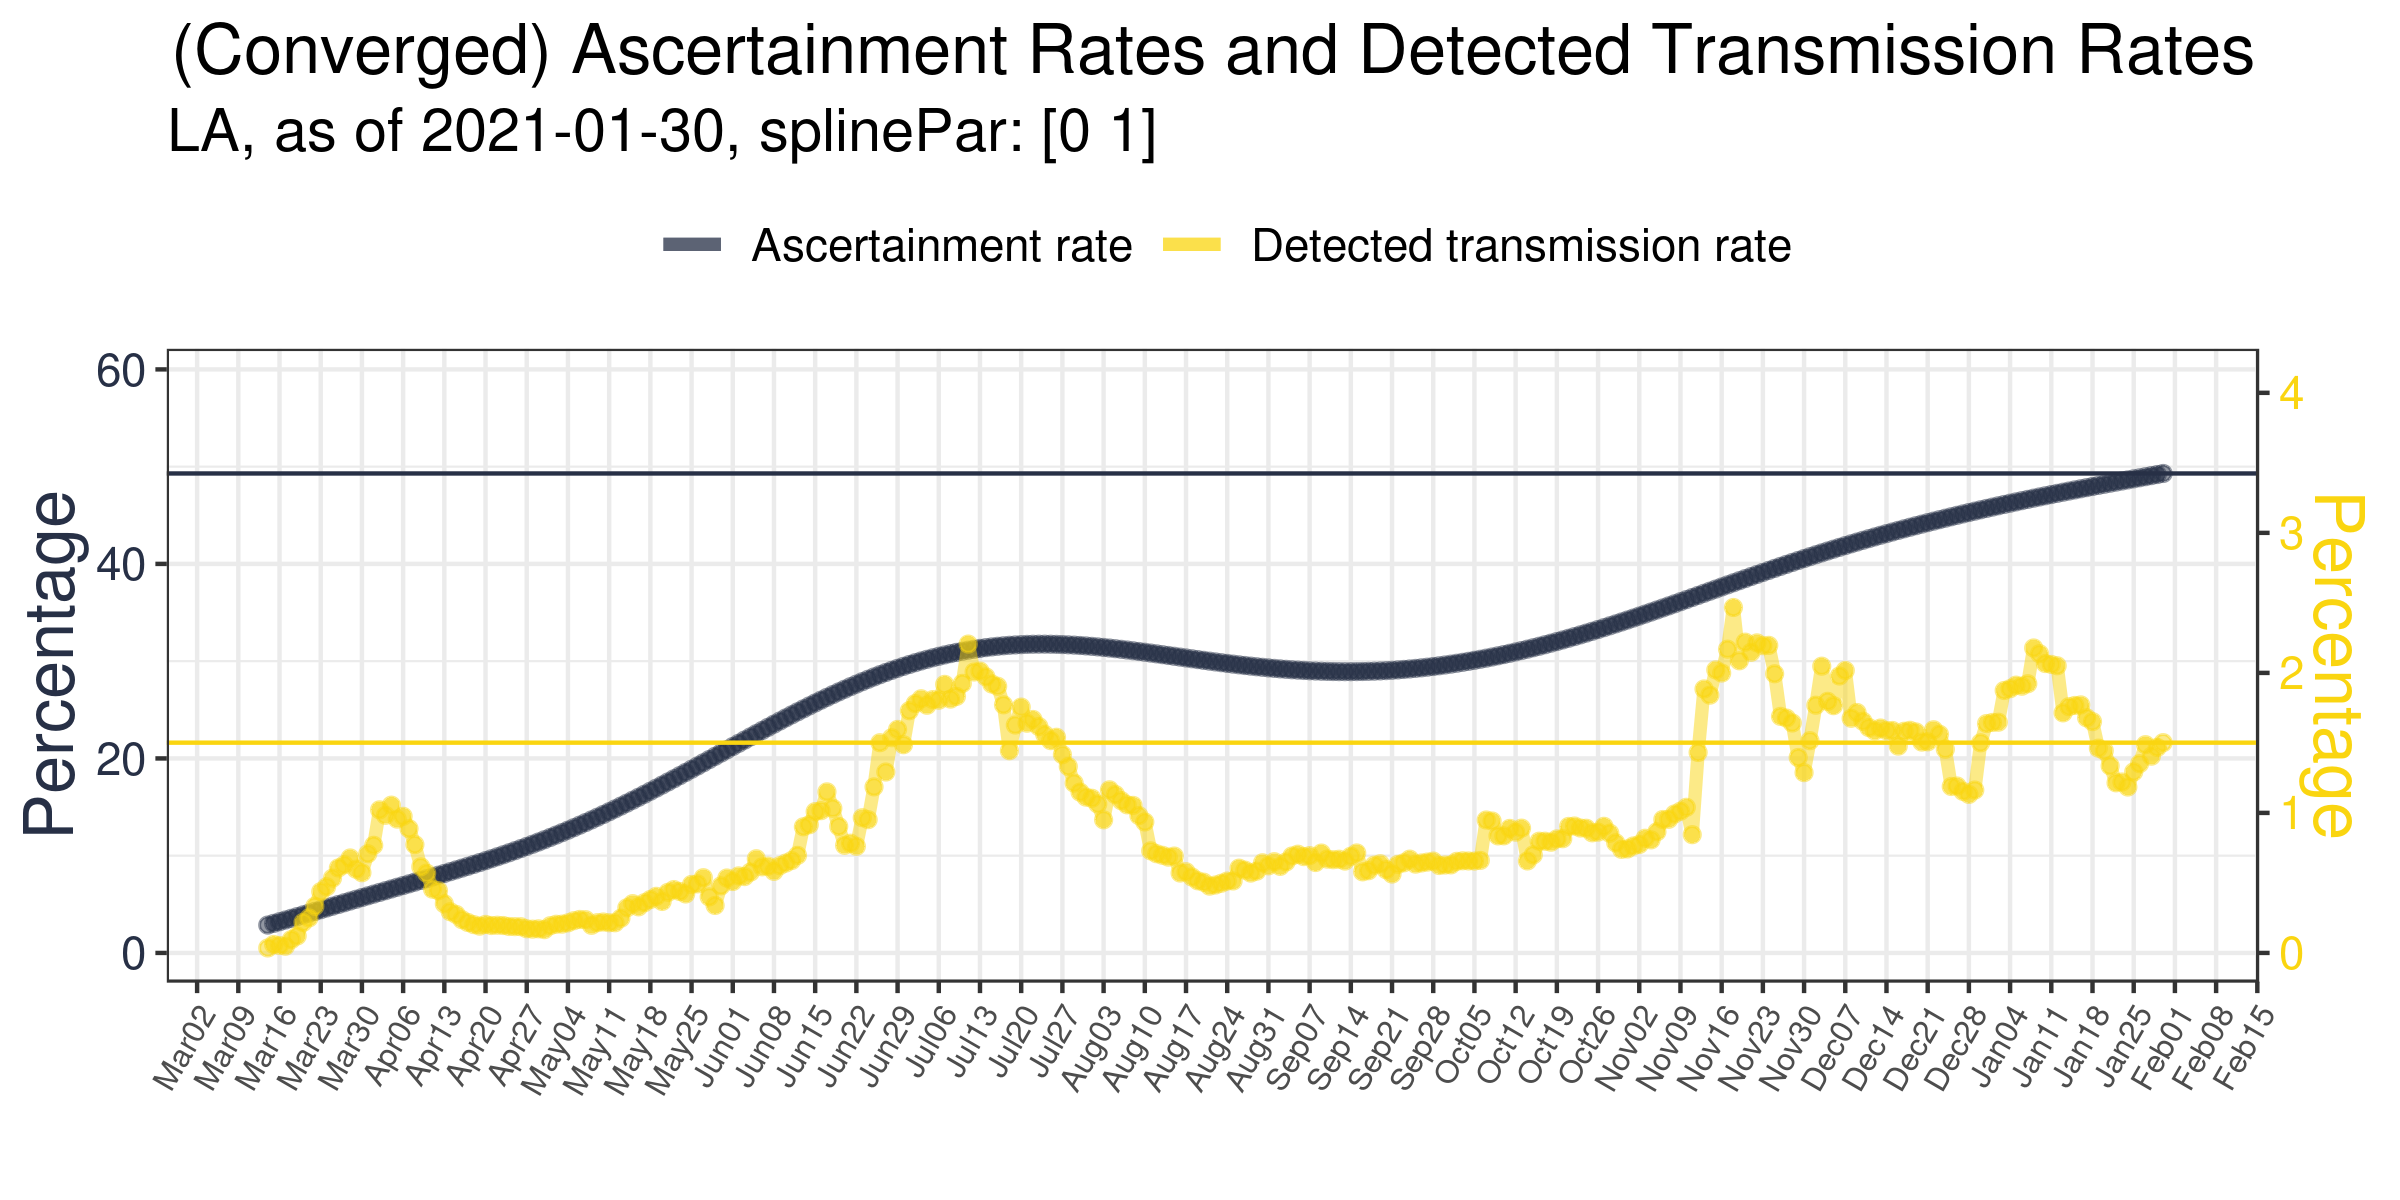 (Converged) Ascertainment Rates and Detected Transmission Rates
LA, as of 2021-01-30, splinePar: [0 1]
Ascertainment rate
Detected transmission rate
Percentage
60
40
20
0
4
3
2
1
0
Percentage
Mar02
Mar09
Mar16
Mar23
Mar30
Apr06
Apr13
Apr20
Apr27
May04
May11
May18
May25
Jun01
Jun08
Jun15
Jun22
Jun29
Jul06
Jul13
Jul20
Jul27
Aug03
Aug10
Aug17
Aug24
Aug31
Sep07
Sep14
Sep21
Sep28
Oct05
Oct12
Oct19
Oct26
Nov02
Nov09
Nov16
Nov23
Nov30
Nov307
Dec07
Dec14
Dec21
Dec28
Jan04
Jan11
Jan18
Jan25
Feb01
Feb08
Feb15